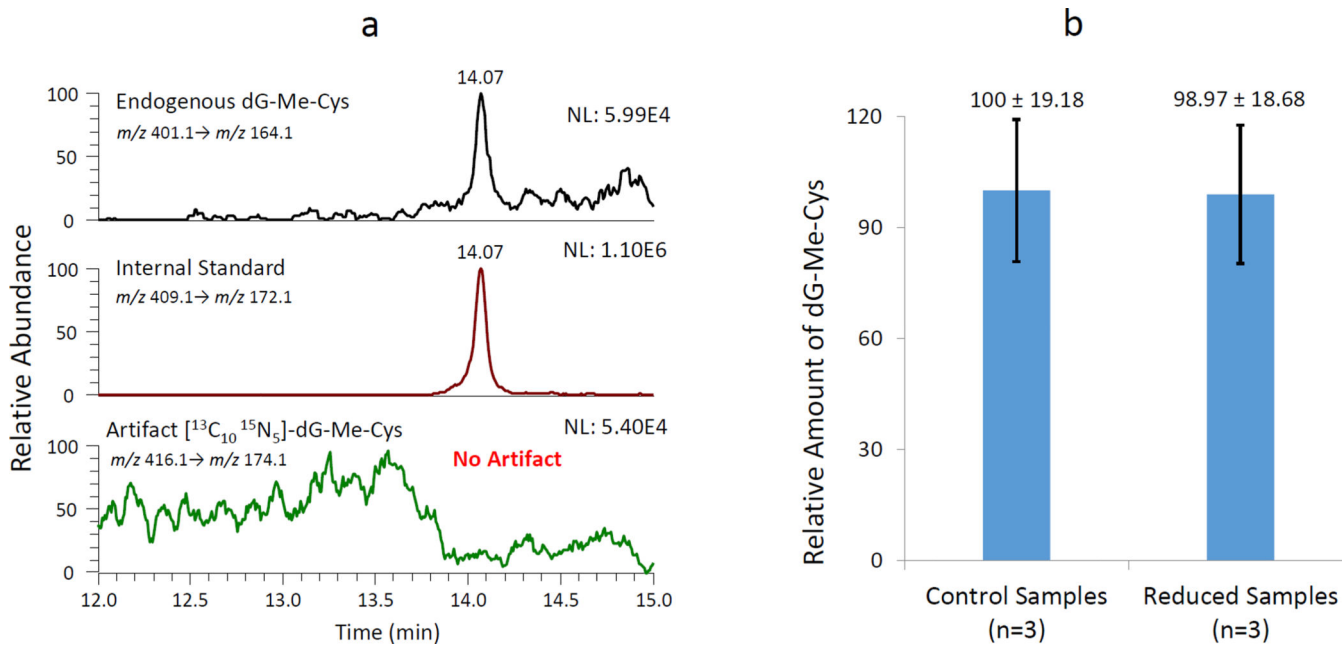 a
Relative Abundance
14.07
Endogenous dG-Me-Cys
m/z 401.1→ m/z 164.1
NL: 5.99E4
100
50
0
14.07
Internal Standard
m/z 409.1→ m/z 172.1
NL: 1.10E6
100
50
0
Artifact [¹³C₁₀ ¹⁵N₅]-dG-Me-Cys
m/z 416.1→ m/z 174.1
NL: 5.40E4
No Artifact
100
50
0
12.0 12.5 13.0 13.5 14.0 14.5 15.0
Time (min)
b
Relative Amount of dG-Me-Cys
100 ± 19.18 98.97 ± 18.68
120
90
60
30
0
Control Samples Reduced Samples
(n=3) (n=3)